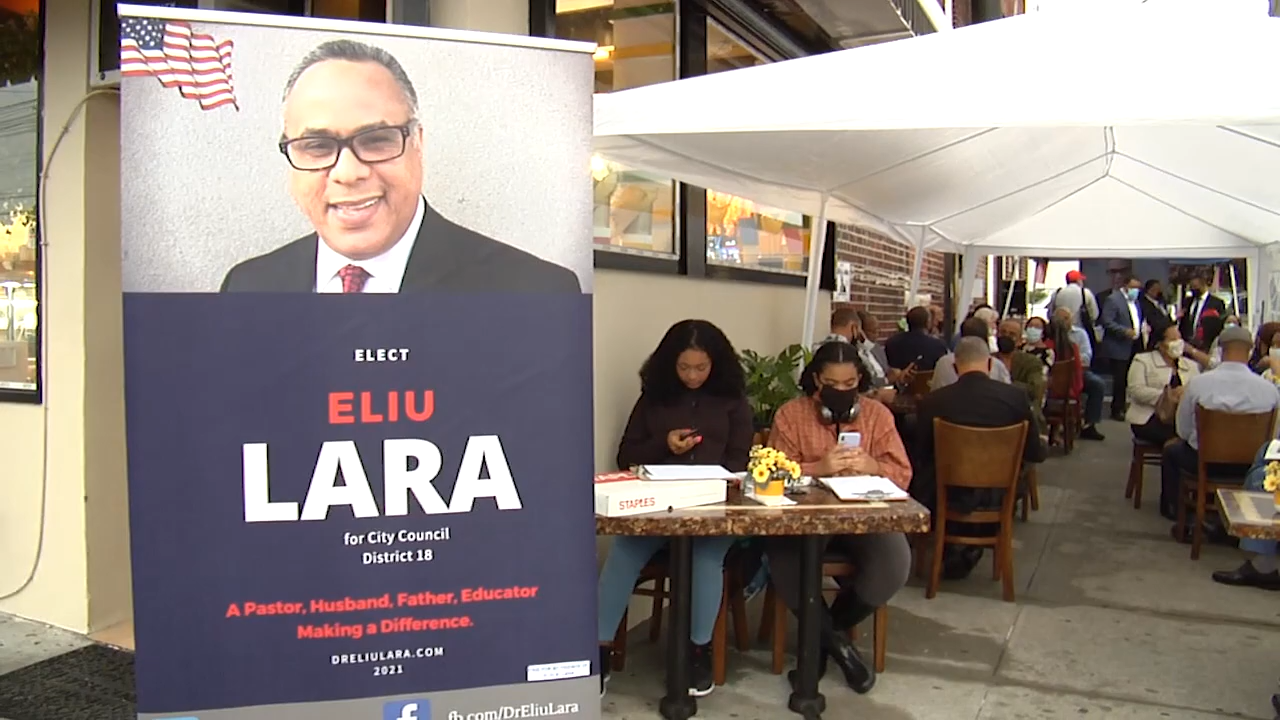 ELECT
ELIU
LARA
for City Council
District 18
A Pastor, Husband, Father, Educator
Making a Difference.
DRELIULARA.COM
2021
fb.com/DrEliuLara
STAPLES